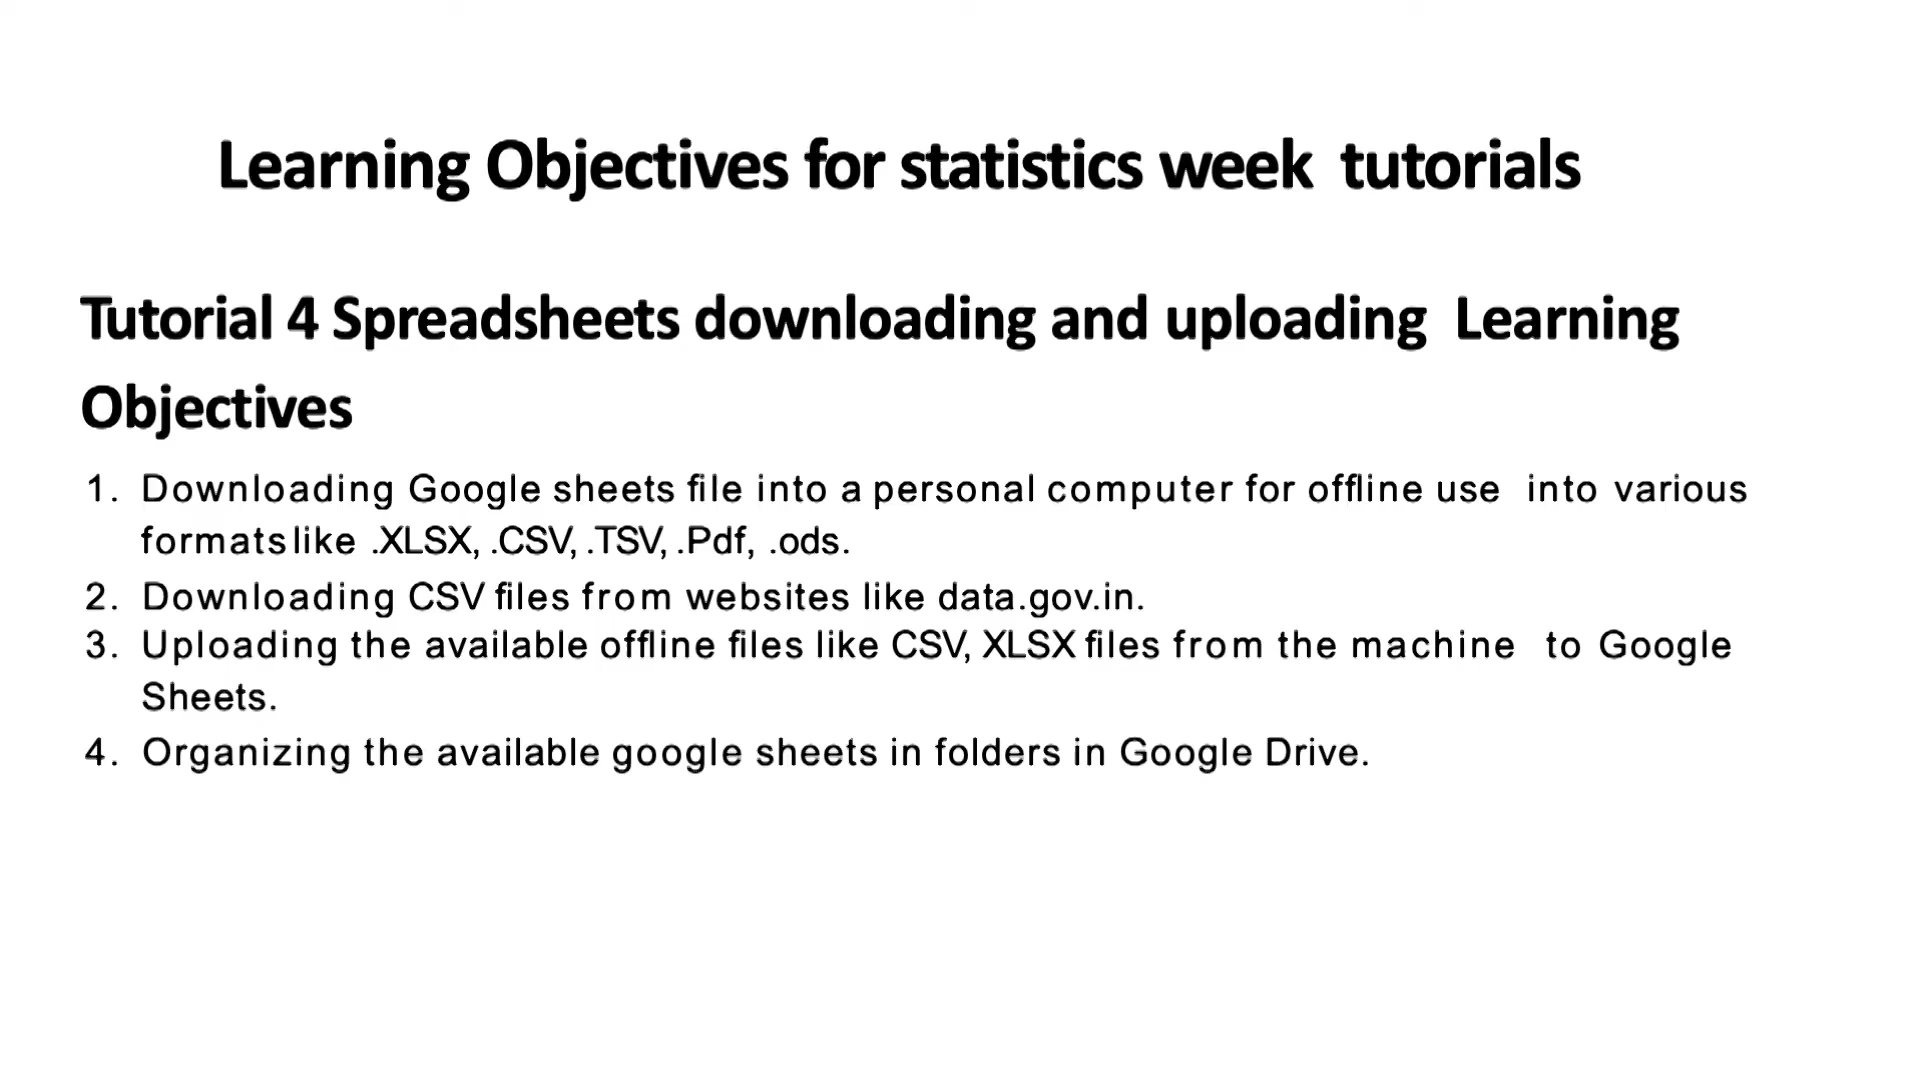 Learning Objectives for statistics week tutorials
Tutorial 4 Spreadsheets downloading and uploading Learning
Objectives
1. Downloading Google sheets file into a personal computer for offline use into various
formats like .XLSX, .CSV, .TSV, .Pdf, .ods.
2. Downloading CSV files from websites like data.gov.in.
3. Uploading the available offline files like CSV, XLSX files from the machine to Google
Sheets.
4. Organizing the available google sheets in folders in Google Drive.